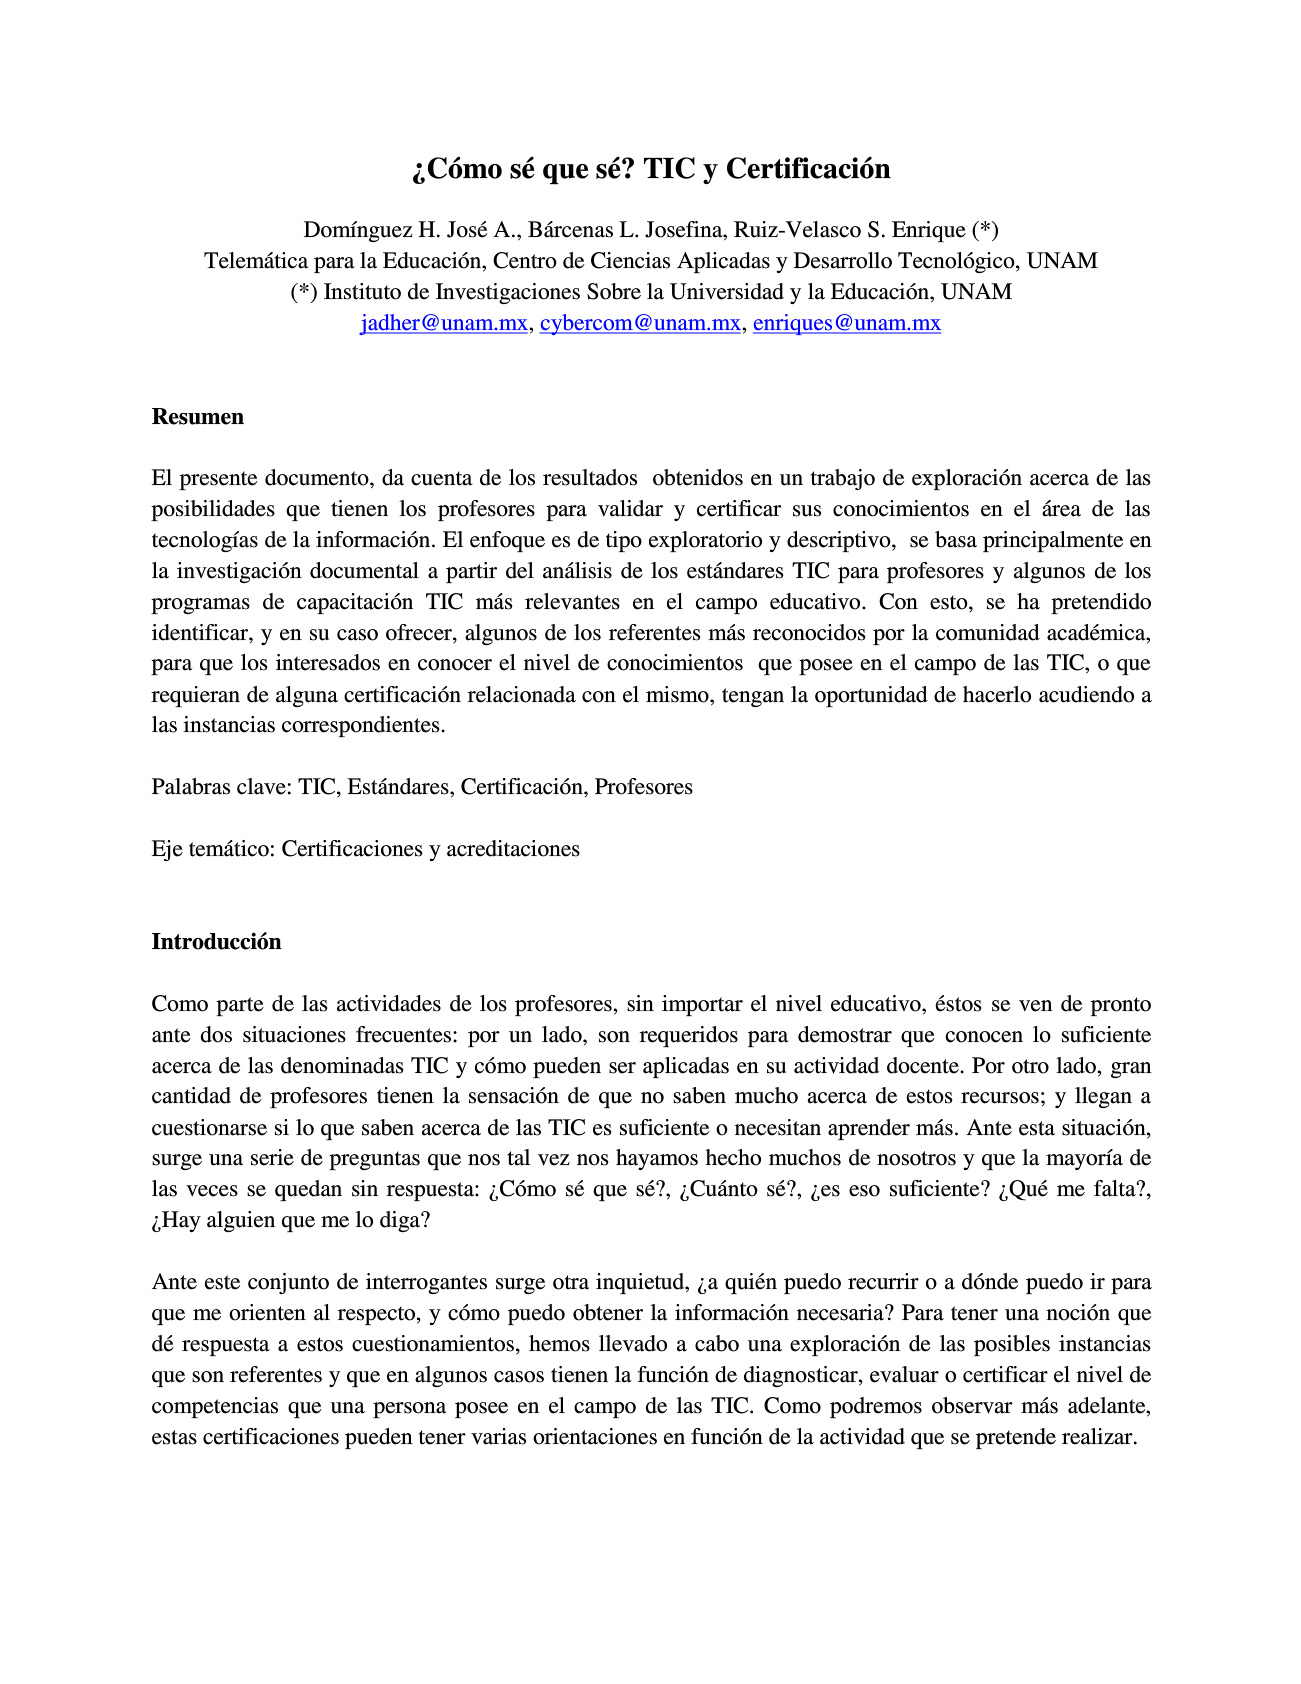 ¿Cómo sé que sé? TIC y Certificación
Domínguez H. José A., Bárcenas L. Josefina, Ruiz-Velasco S. Enrique (*)
Telemática para la Educación, Centro de Ciencias Aplicadas y Desarrollo Tecnológico, UNAM
(*) Instituto de Investigaciones Sobre la Universidad y la Educación, UNAM
jadher@unam.mx, cybercom@unam.mx, enriques@unam.mx
Resumen
El presente documento, da cuenta de los resultados  obtenidos en un trabajo de exploración acerca de las
posibilidades que tienen los profesores para validar y certificar sus conocimientos en el área de las
tecnologías de la información. El enfoque es de tipo exploratorio y descriptivo,  se basa principalmente en
la investigación documental a partir del análisis de los estándares TIC para profesores y algunos de los
programas de capacitación TIC más relevantes en el campo educativo. Con esto, se ha pretendido
identificar, y en su caso ofrecer, algunos de los referentes más reconocidos por la comunidad académica,
para que los interesados en conocer el nivel de conocimientos  que posee en el campo de las TIC, o que
requieran de alguna certificación relacionada con el mismo, tengan la oportunidad de hacerlo acudiendo a
las instancias correspondientes.
Palabras clave: TIC, Estándares, Certificación, Profesores
Eje temático: Certificaciones y acreditaciones
Introducción
Como parte de las actividades de los profesores, sin importar el nivel educativo, éstos se ven de pronto
ante dos situaciones frecuentes: por un lado, son requeridos para demostrar que conocen lo suficiente
acerca de las denominadas TIC y cómo pueden ser aplicadas en su actividad docente. Por otro lado, gran
cantidad de profesores tienen la sensación de que no saben mucho acerca de estos recursos; y llegan a
cuestionarse si lo que saben acerca de las TIC es suficiente o necesitan aprender más. Ante esta situación,
surge una serie de preguntas que nos tal vez nos hayamos hecho muchos de nosotros y que la mayoría de
las veces se quedan sin respuesta: ¿Cómo sé que sé?, ¿Cuánto sé?, ¿es eso suficiente? ¿Qué me falta?,
¿Hay alguien que me lo diga?
Ante este conjunto de interrogantes surge otra inquietud, ¿a quién puedo recurrir o a dónde puedo ir para
que me orienten al respecto, y cómo puedo obtener la información necesaria? Para tener una noción que
dé respuesta a estos cuestionamientos, hemos llevado a cabo una exploración de las posibles instancias
que son referentes y que en algunos casos tienen la función de diagnosticar, evaluar o certificar el nivel de
competencias que una persona posee en el campo de las TIC. Como podremos observar más adelante,
estas certificaciones pueden tener varias orientaciones en función de la actividad que se pretende realizar.